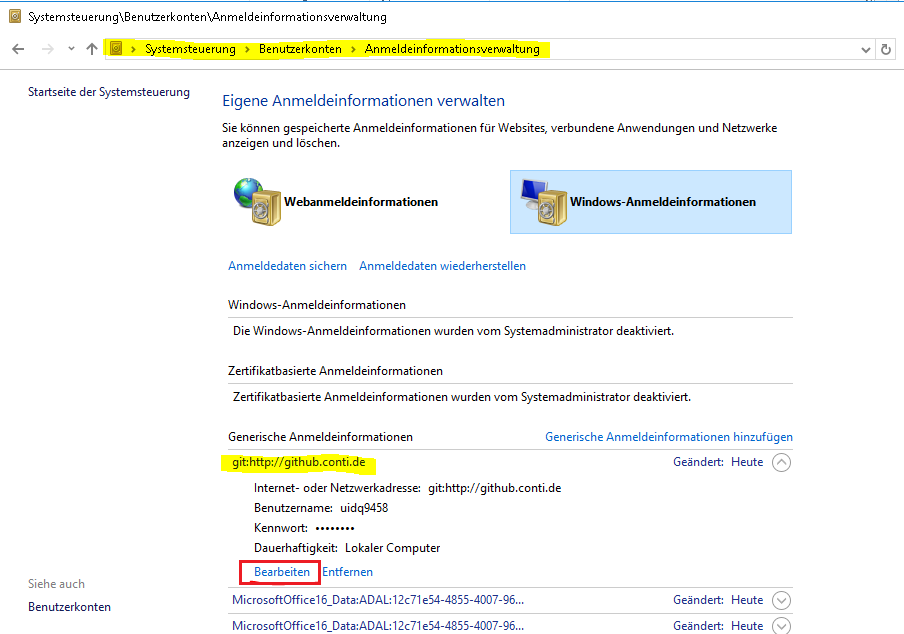 Systemsteuerung\Benutzerkonten\Anmeldeinformationsverwaltung
Systemsteuerung > Benutzerkonten > Anmeldeinformationsverwaltung
Startseite der Systemsteuerung
Eigene Anmeldeinformationen verwalten
Sie können gespeicherte Anmeldeinformationen für Websites, verbundene Anwendungen und Netzwerke
anzeigen und löschen.
Webanmeldeinformationen
Windows-Anmeldeinformationen
Anmeldedaten sichern Anmeldedaten wiederherstellen
Windows-Anmeldeinformationen
Die Windows-Anmeldeinformationen wurden vom Systemadministrator deaktiviert.
Zertifikatbasierte Anmeldeinformationen
Zertifikatbasierte Anmeldeinformationen wurden vom Systemadministrator deaktiviert.
Generische Anmeldeinformationen Generische Anmeldeinformationen hinzufügen
git:http://github.conti.de Geändert: Heute
Internet- oder Netzwerkadresse: git:http://github.conti.de
Benutzername: uidq9458
Kennwort: ••••••••
Dauerhaftigkeit: Lokaler Computer
Bearbeiten Entfernen
MicrosoftOffice16_Data:ADAL:12c71e54-4855-4007-96... Geändert: Heute
MicrosoftOffice16_Data:ADAL:12c71e54-4855-4007-96... Geändert: Heute
Siehe auch
Benutzerkonten